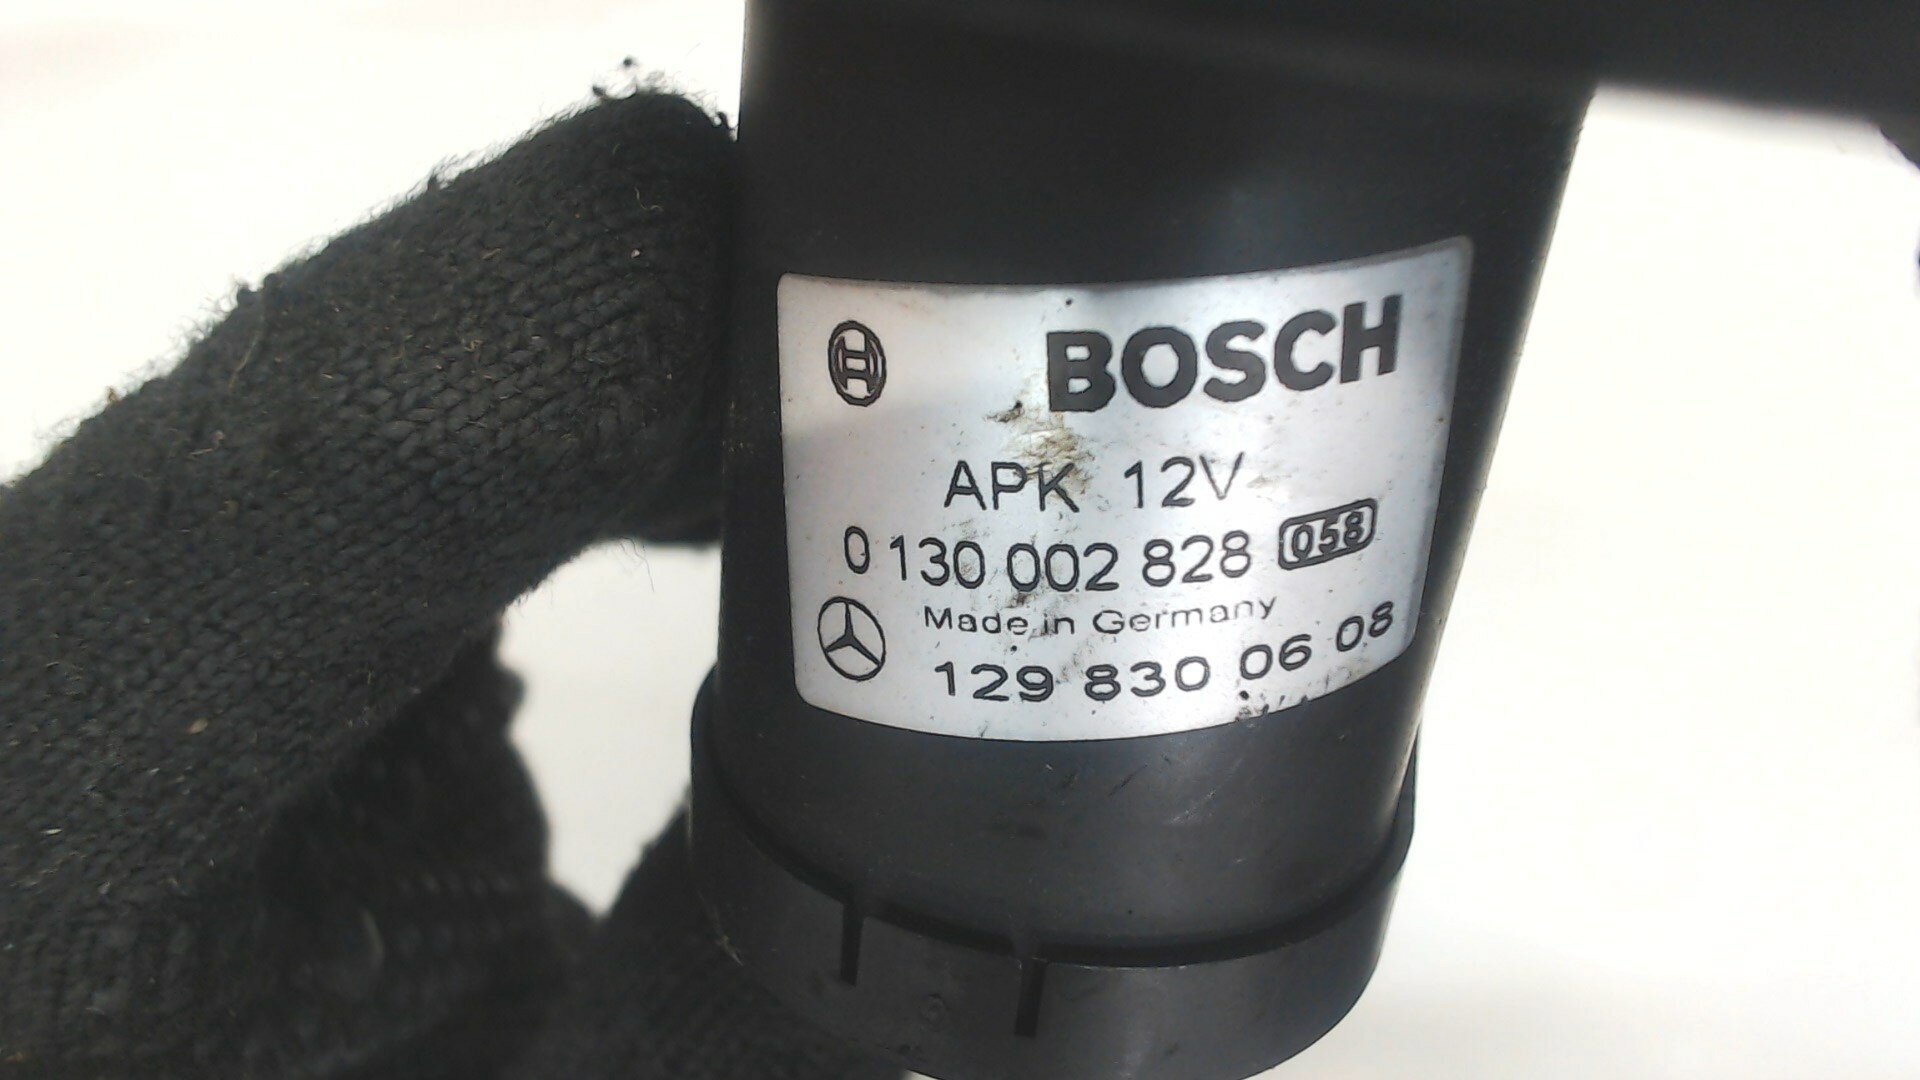 BOSCH
APK 12V
0 130 002 828 058
Made in Germany
129 830 06 08